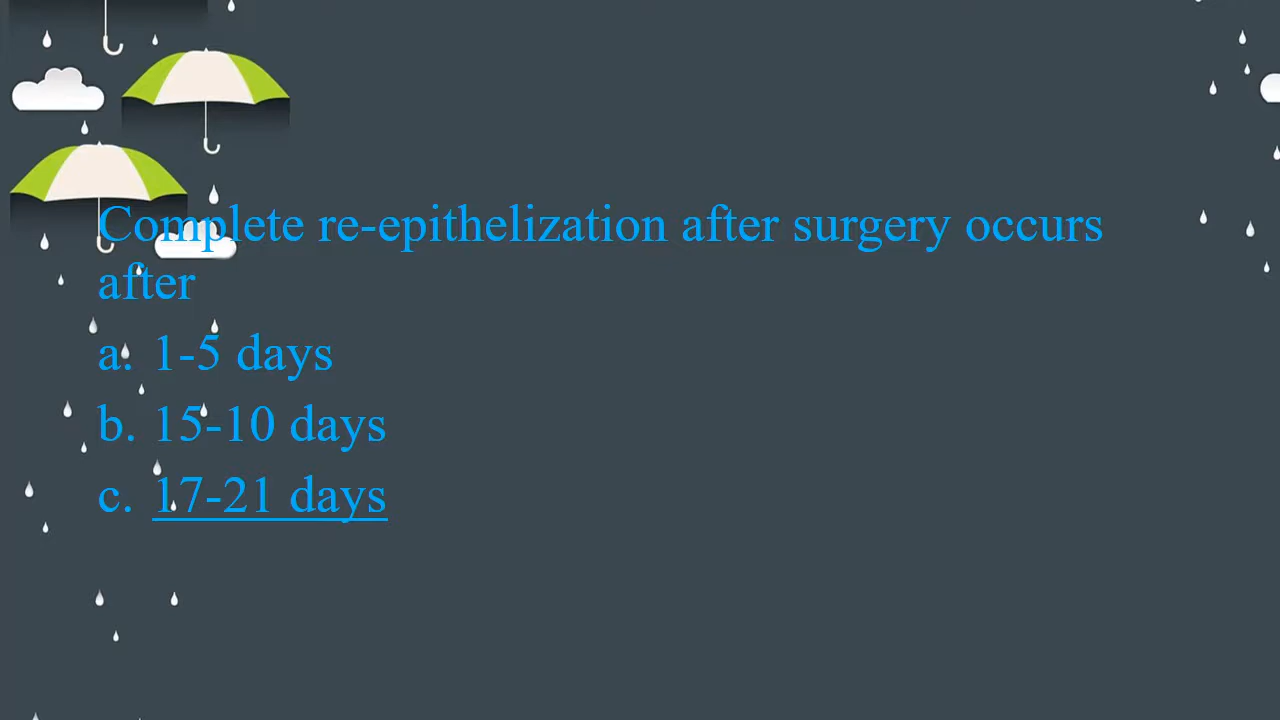 Complete re-epithelization after surgery occurs
after
a. 1-5 days
b. 15-10 days
c. 17-21 days